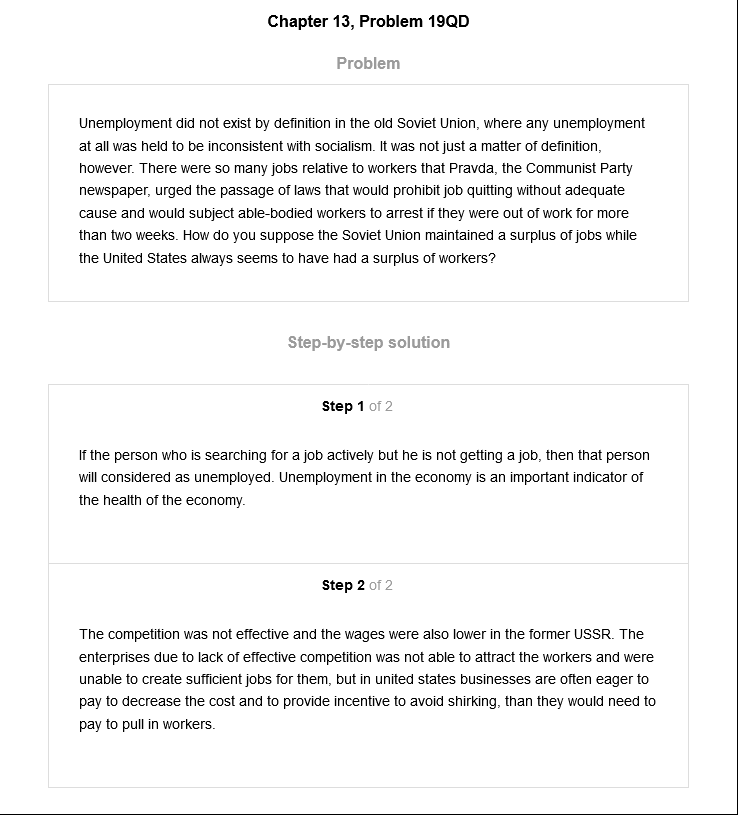 Chapter 13, Problem 19QD
Problem
Unemployment did not exist by definition in the old Soviet Union, where any unemployment
at all was held to be inconsistent with socialism. It was not just a matter of definition,
however. There were so many jobs relative to workers that Pravda, the Communist Party
newspaper, urged the passage of laws that would prohibit job quitting without adequate
cause and would subject able-bodied workers to arrest if they were out of work for more
than two weeks. How do you suppose the Soviet Union maintained a surplus of jobs while
the United States always seems to have had a surplus of workers?
Step-by-step solution
Step 1 of 2
If the person who is searching for a job actively but he is not getting a job, then that person
will considered as unemployed. Unemployment in the economy is an important indicator of
the health of the economy.
Step 2 of 2
The competition was not effective and the wages were also lower in the former USSR. The
enterprises due to lack of effective competition was not able to attract the workers and were
unable to create sufficient jobs for them, but in united states businesses are often eager to
pay to decrease the cost and to provide incentive to avoid shirking, than they would need to
pay to pull in workers.